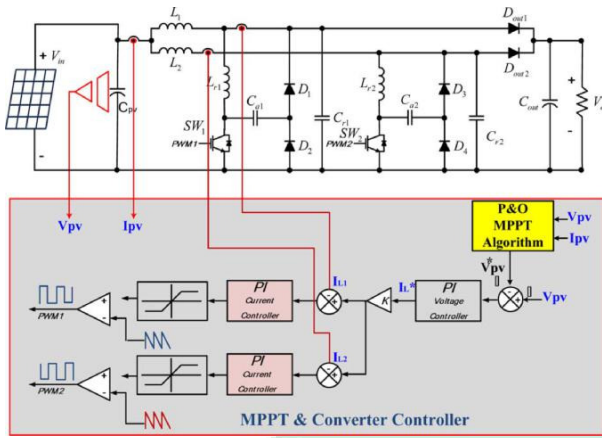 L1
Dout1
+ Vin
L2
Dout2
Lr1
Ca1
D1
Lr2
Ca2
D3
Cpv
Cr1
Cr2
Cout
+
SW1
PWM1
D2
SW2
PWM2
D4
-
-
Vpv
Ipv
P&O
MPPT
Algorithm
Vpv
Ipv
V*pv
IL1
IL*
PI
Voltage
Controller
K
Vpv
PI
Current
Controller
PWM1
IL2
PI
Current
Controller
PWM2
MPPT & Converter Controller